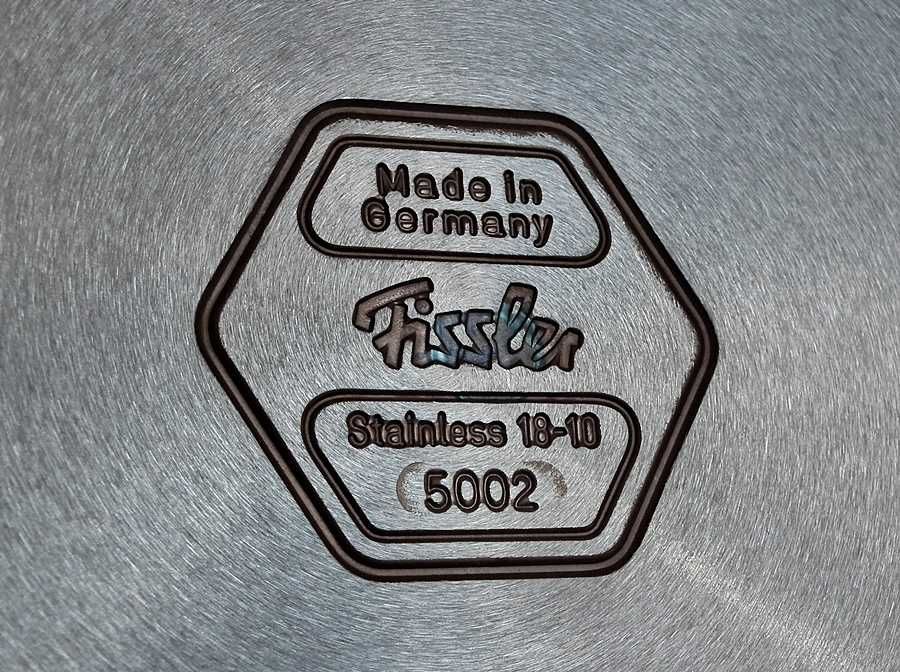 Made in
Germany
Fissler
Stainless 18-10
5002